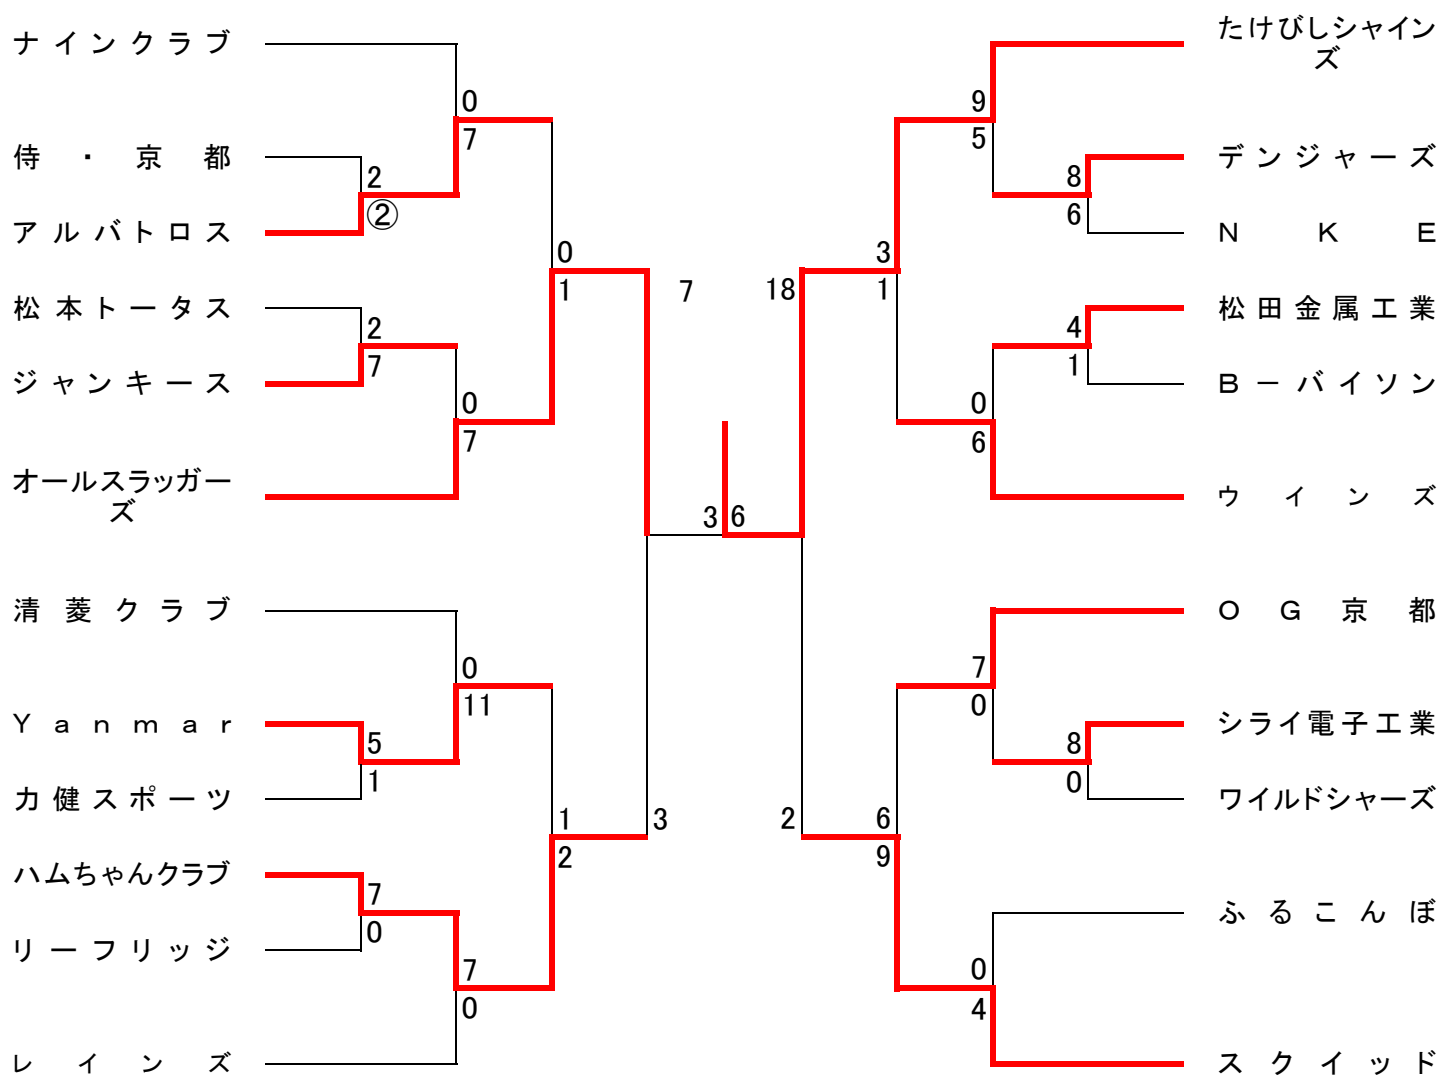 ナインクラブ
0
7
侍・京都
2
②
アルバトロス
0
1
松本トータス
2
7
ジャンキース
0
7
オールスラッガー
ズ
7
3
6
清菱クラブ
0
11
Yanmar
5
1
力健スポーツ
1
2
3
ハムちゃんクラブ
7
0
リーフリッジ
7
0
レインズ
たけびしシャイン
ズ
9
5
デンジャーズ
8
6
NKE
18
3
1
松田金属工業
4
1
B－バイソン
0
6
ウインズ
OG京都
7
0
シライ電子工業
8
0
ワイルドシャーズ
2
6
9
ふるこんぼ
0
4
スクイッド